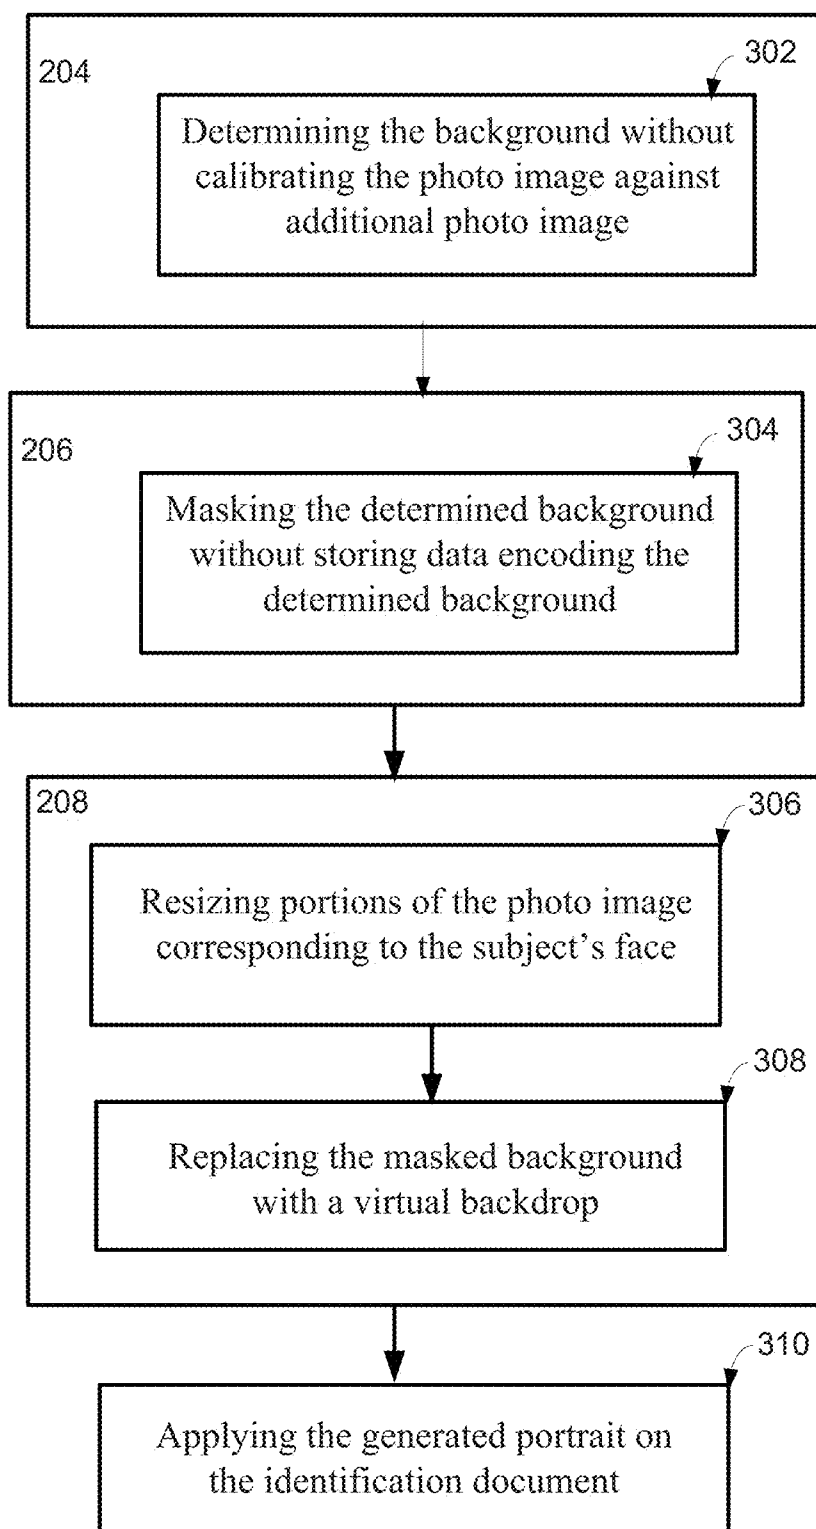 302
204
Determining the background without
calibrating the photo image against
additional photo image
304
206
Masking the determined background
without storing data encoding the
determined background
208
306
Resizing portions of the photo image
corresponding to the subject’s face
308
Replacing the masked background
with a virtual backdrop
310
Applying the generated portrait on
the identification document